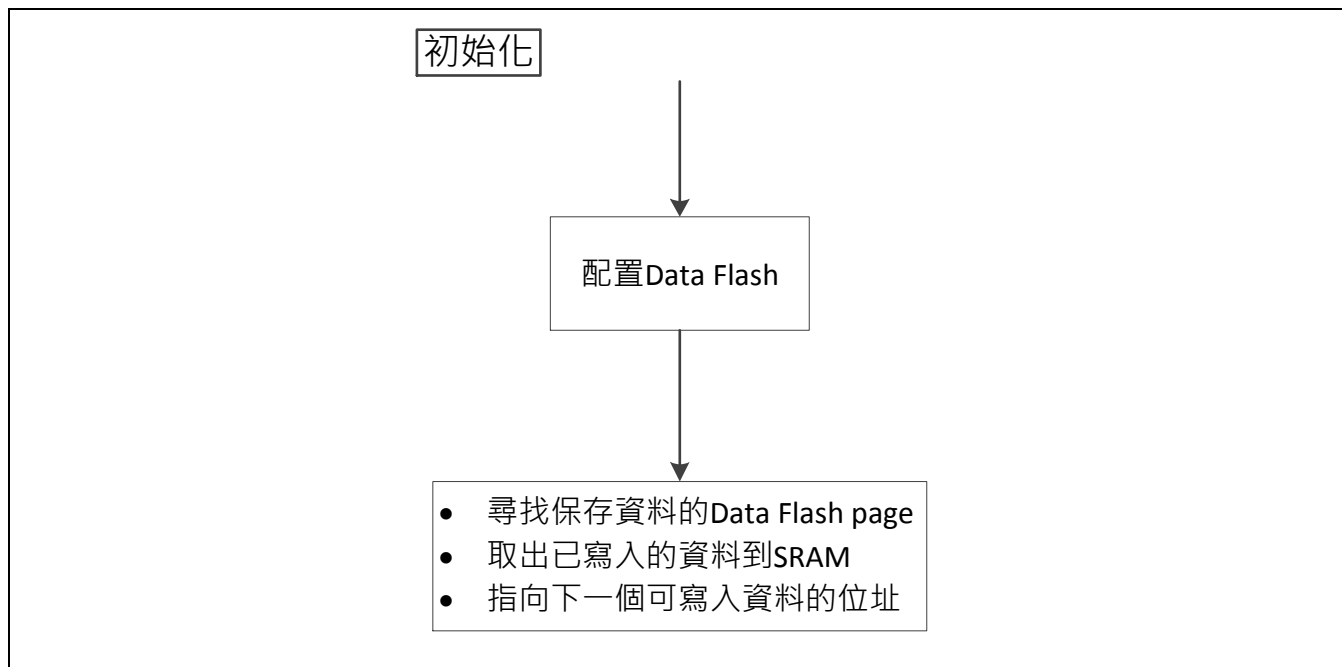 初始化
配置Data Flash
● 尋找保存資料的Data Flash page
● 取出已寫入的資料到SRAM
● 指向下一個可寫入資料的位址